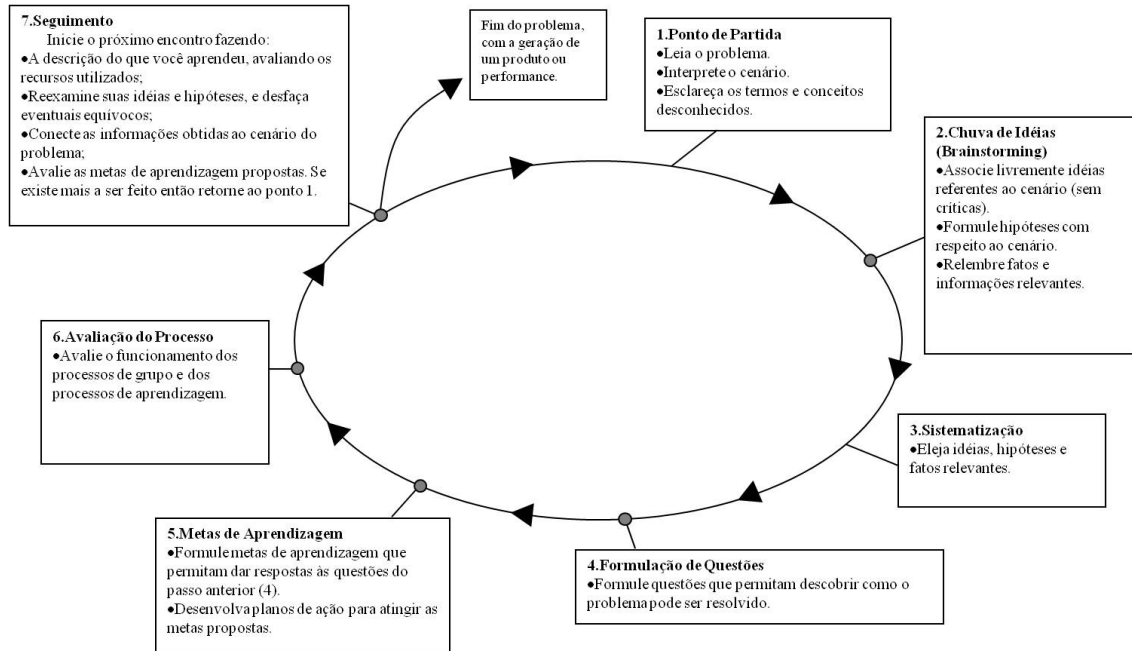 7.Seguimento
Inicie o próximo encontro fazendo:
•A descrição do que você aprendeu, avaliando os
recursos utilizados;
•Reexamine suas idéias e hipóteses, e desfaça
eventuais equívocos;
•Conecte as informações obtidas ao cenário do
problema;
•Avalie as metas de aprendizagem propostas. Se
existe mais a ser feito então retorne ao ponto 1.
Fim do problema,
com a geração de
um produto ou
performance.
1.Ponto de Partida
•Leia o problema.
•Interprete o cenário.
•Esclareça os termos e conceitos
desconhecidos.
2.Chuva de Idéias
(Brainstorming)
•Associe livremente idéias
referentes ao cenário (sem
críticas).
•Formule hipóteses com
respeito ao cenário.
•Relembre fatos e
informações relevantes.
3.Sistematização
•Eleja idéias, hipóteses e
fatos relevantes.
4.Formulação de Questões
•Formule questões que permitam descobrir como o
problema pode ser resolvido.
5.Metas de Aprendizagem
•Formule metas de aprendizagem que
permitam dar respostas às questões do
passo anterior (4).
•Desenvolva planos de ação para atingir as
metas propostas.
6.Avaliação do Processo
•Avalie o funcionamento dos
processos de grupo e dos
processos de aprendizagem.